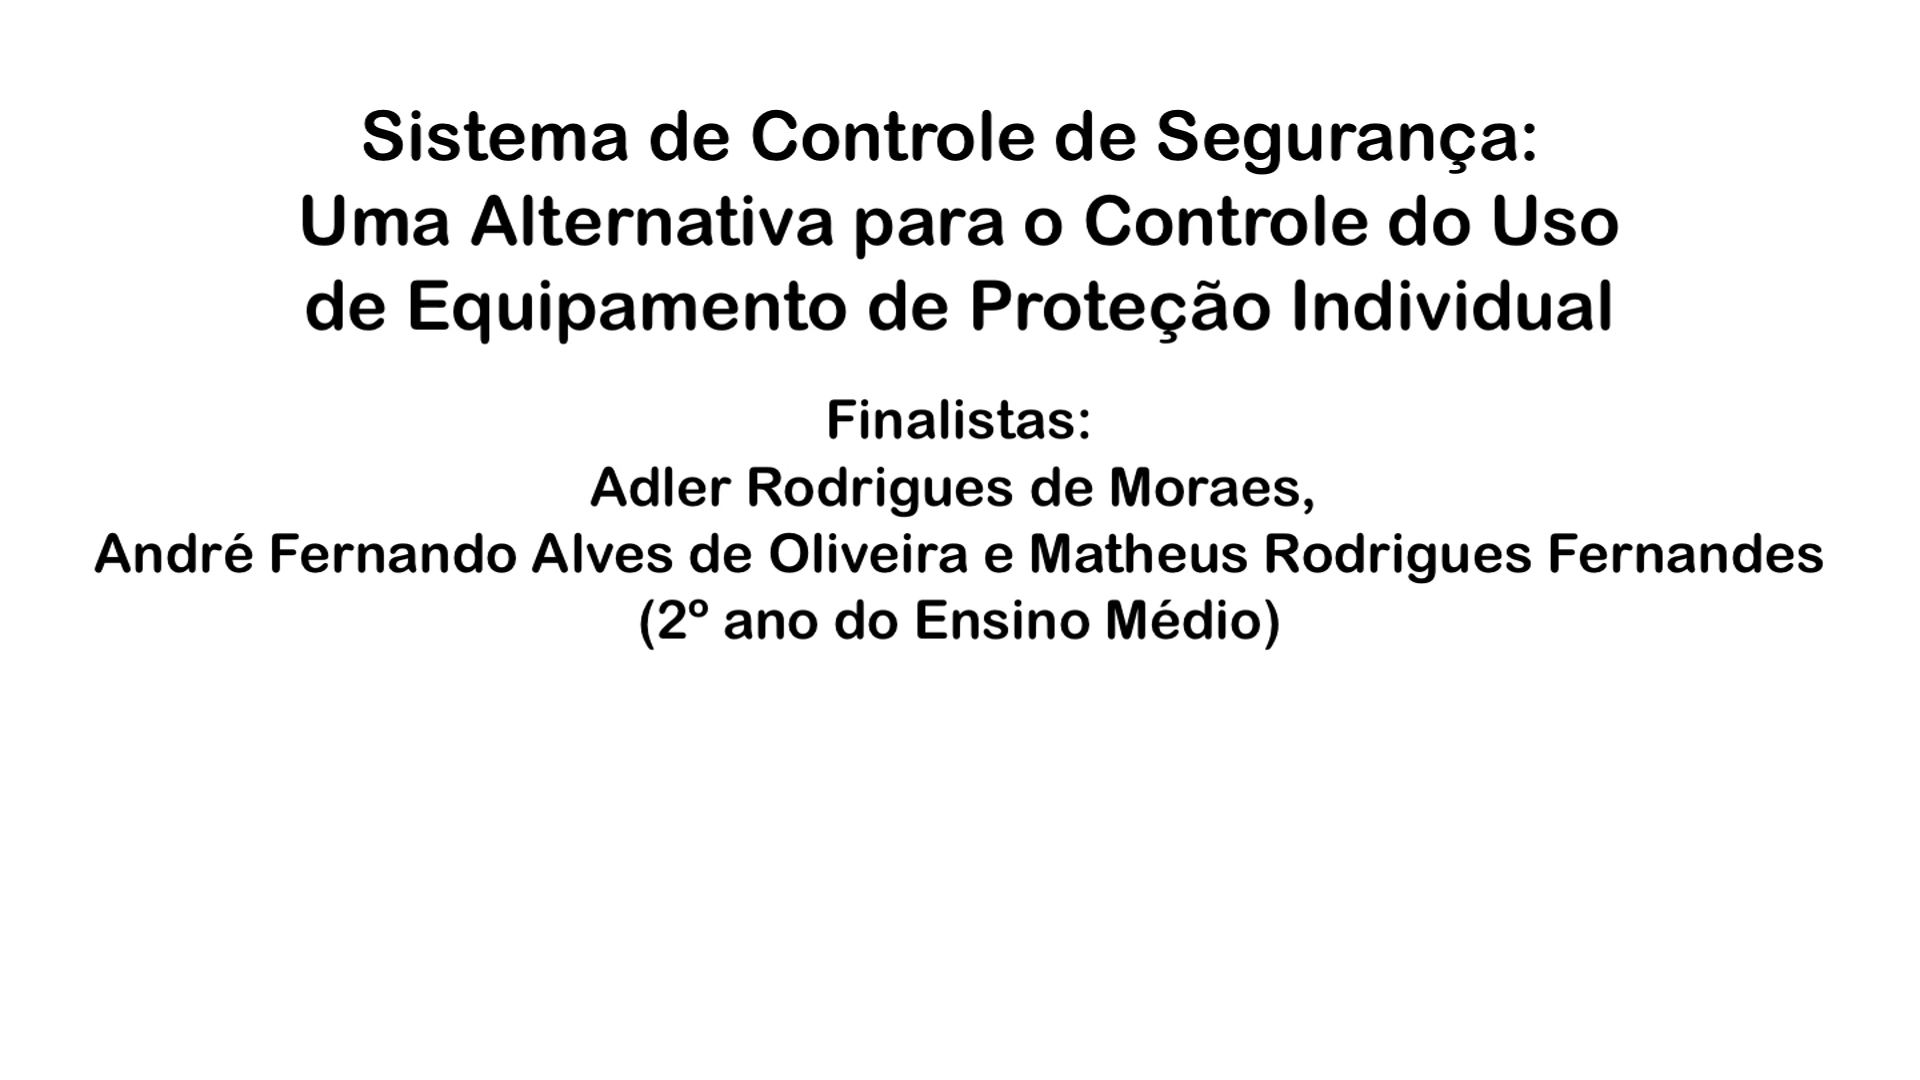 Sistema de Controle de Segurança:
Uma Alternativa para o Controle do Uso
de Equipamento de Proteção Individual
Finalistas:
Adler Rodrigues de Moraes,
André Fernando Alves de Oliveira e Matheus Rodrigues Fernandes
(2º ano do Ensino Médio)